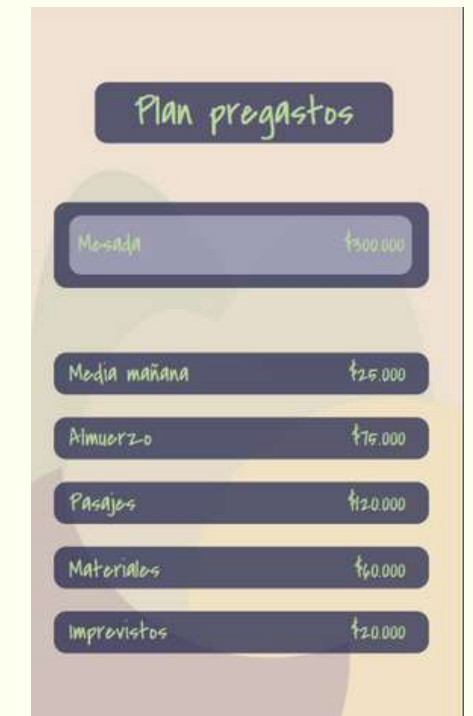 Plan pregastos
Mesada $300.000
Media mañana $25.000
Almuerzo $75.000
Pasajes $120.000
Materiales $60.000
Imprevistos $20.000